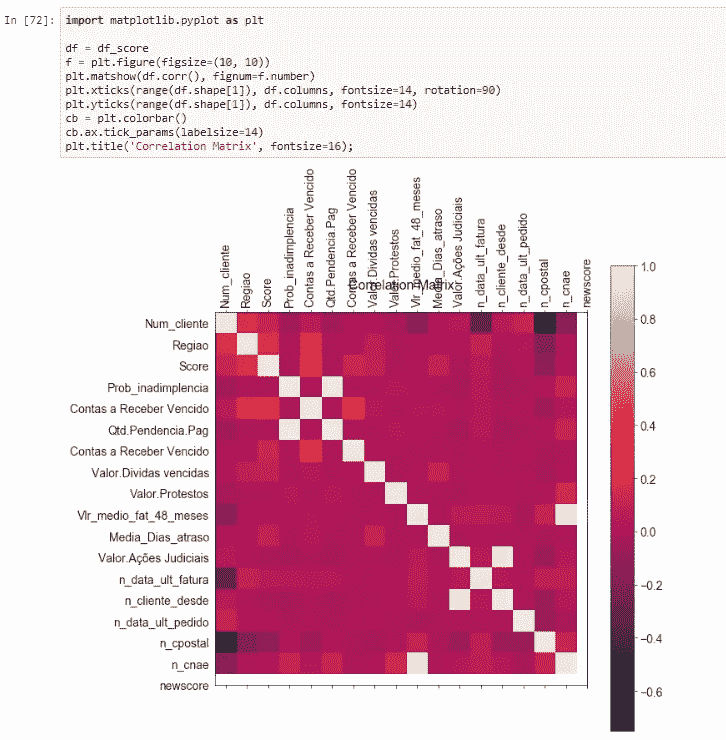 In [72]: import matplotlib.pyplot as plt
df = df_score
f = plt.figure(figsize=(10, 10))
plt.matshow(df.corr(), fignum=f.number)
plt.xticks(range(df.shape[1]), df.columns, fontsize=14, rotation=90)
plt.yticks(range(df.shape[1]), df.columns, fontsize=14)
cb = plt.colorbar()
cb.ax.tick_params(labelsize=14)
plt.title('Correlation Matrix', fontsize=16);
Num_cliente
Regiao
Score
Prob_inadimplencia
Contas a Receber Vencido
Qtd.Pendencia.Pag
Contas a Receber Vencido
Valor.Dividas vencidas
Valor.Protestos
Vlr_medio_fat_48_meses
Media_Dias_atraso
Valor.Ações Judiciais
n_data_ult_fatura
n_cliente_desde
n_data_ult_pedido
n_cpostal
n_cnae
newscore
Correlation Matrix
Num_cliente
Regiao
Score
Prob_inadimplencia
Contas a Receber Vencido
Qtd.Pendencia.Pag
Contas a Receber Vencido
Valor.Dividas vencidas
Valor.Protestos
Vlr_medio_fat_48_meses
Media_Dias_atraso
Valor.Ações Judiciais
n_data_ult_fatura
n_cliente_desde
n_data_ult_pedido
n_cpostal
n_cnae
newscore
1.0
0.8
0.6
0.4
0.2
0.0
−0.2
−0.4
−0.6